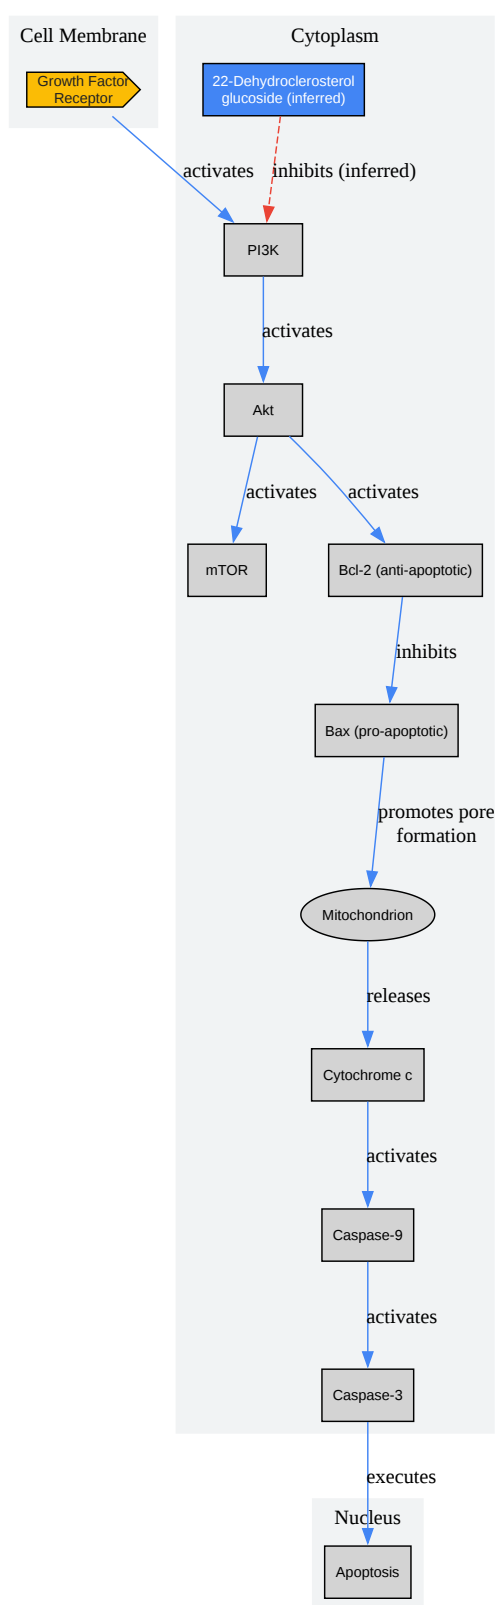 Cell Membrane
Cytoplasm
Growth Factor
Receptor
22-Dehydroclerosterol
glucoside (inferred)
activates
inhibits (inferred)
PI3K
activates
Akt
activates
activates
mTOR
Bcl-2 (anti-apoptotic)
inhibits
Bax (pro-apoptotic)
promotes pore
formation
Mitochondrion
releases
Cytochrome c
activates
Caspase-9
activates
Caspase-3
executes
Nucleus
Apoptosis